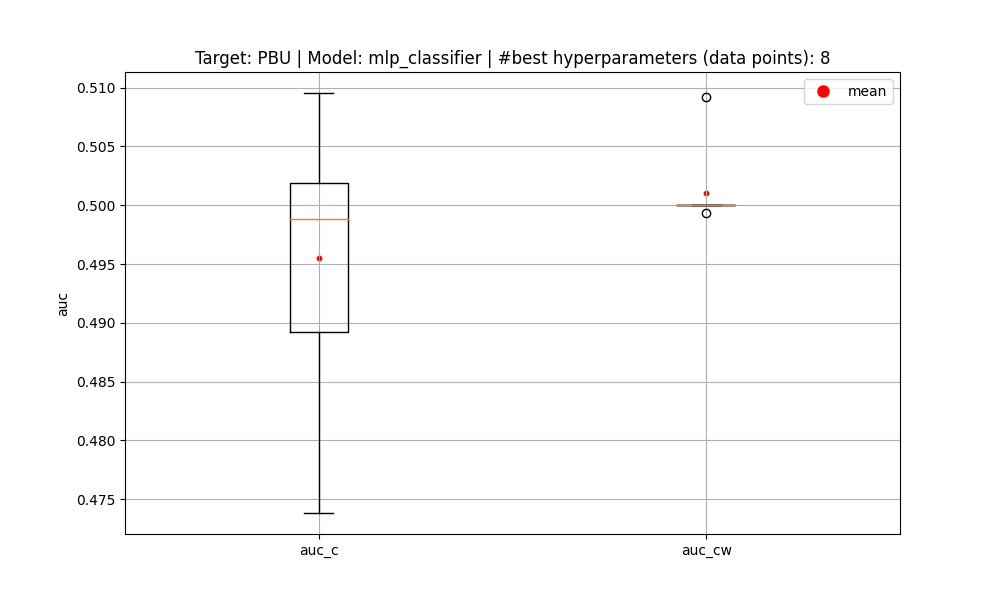 Target: PBU | Model: mlp_classifier | #best hyperparameters (data points): 8
mean
0.510
0.505
0.500
0.495
0.490
0.485
0.480
0.475
auc
auc_c
auc_cw